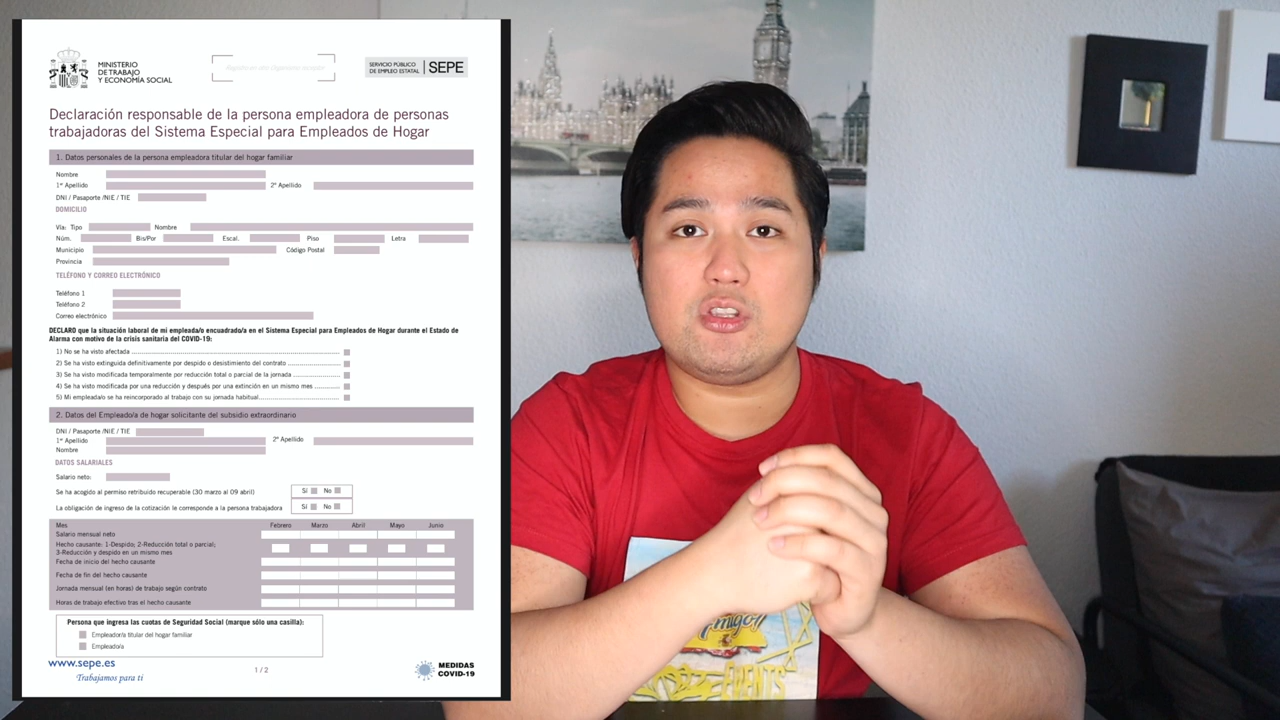 MINISTERIO
DE TRABAJO
Y ECONOMÍA SOCIAL
SERVICIO PÚBLICO
DE EMPLEO ESTATAL
SEPE
Declaración responsable de la persona empleadora de personas
trabajadoras del Sistema Especial para Empleados de Hogar
1. Datos personales de la persona empleadora titular del hogar familiar
Nombre
1er Apellido 2º Apellido
DNI / Pasaporte /NIE / TIE
DOMICILIO
Vía: Tipo Nombre
Núm. Bis/Por Escal. Piso Letra
Municipio Código Postal
Provincia
TELÉFONO Y CORREO ELECTRÓNICO
Teléfono 1
Teléfono 2
Correo electrónico
DECLARO que la situación laboral de mi empleada/o encuadrado/a en el Sistema Especial para Empleados de Hogar durante el Estado de
Alarma con motivo de la crisis sanitaria del COVID-19:
1) No se ha visto afectada
2) Se ha visto extinguida definitivamente por despido o desistimiento del contrato
3) Se ha visto modificada temporalmente por reducción total o parcial de la jornada
4) Se ha visto modificada por una reducción y después por una extinción en un mismo mes
5) Mi empleada/o se ha reincorporado al trabajo con su jornada habitual
2. Datos del Empleado/a de hogar solicitante del subsidio extraordinario
DNI / Pasaporte /NIE / TIE
1er Apellido 2º Apellido
Nombre
DATOS SALARIALES
Salario neto:
Se ha acogido al permiso retribuido recuperable (30 marzo al 09 abril) Sí No
La obligación de ingreso de la cotización le corresponde a la persona trabajadora Sí No
Mes Febrero Marzo Abril Mayo Junio
Salario mensual neto
Hecho causante: 1-Despido; 2-Reducción total o parcial;
3-Reducción y despido en un mismo mes
Fecha de inicio del hecho causante
Fecha de fin del hecho causante
Jornada mensual (en horas) de trabajo según contrato
Horas de trabajo efectivo tras el hecho causante
Persona que ingresa las cuotas de Seguridad Social (marque sólo una casilla):
Empleador/a titular del hogar familiar
Empleado/a
www.sepe.es
Trabajamos para ti
1 / 2
MEDIDAS
COVID-19
EVENTS